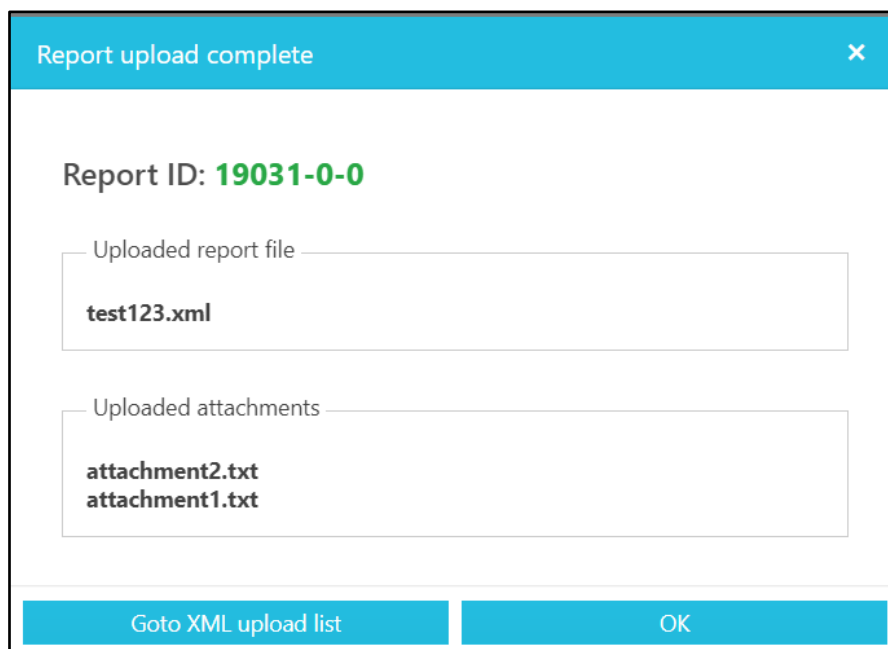 Report upload complete
×
Report ID: 19031-0-0
Uploaded report file
test123.xml
Uploaded attachments
attachment2.txt
attachment1.txt
Goto XML upload list
OK